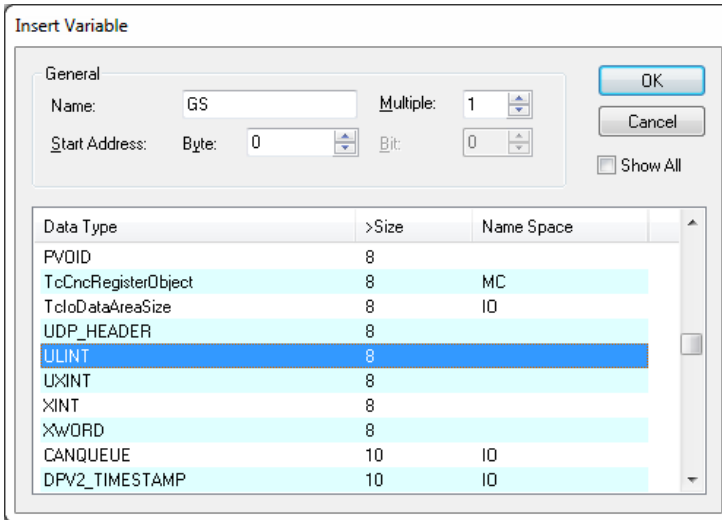 Insert Variable
General
Name: GS Multiple: 1
Start Address: Byte: 0 Bit: 0
OK
Cancel
Show All
Data Type >Size Name Space
PVOID 8
TcCncRegisterObject 8 MC
TcIoDataAreaSize 8 IO
UDP_HEADER 8
ULINT 8
UXINT 8
XINT 8
XWORD 8
CANQUEUE 10 IO
DPV2_TIMESTAMP 10 IO